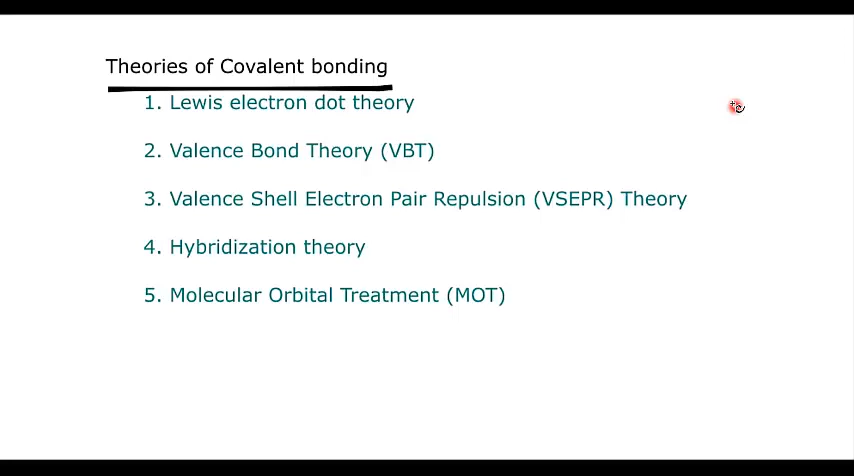 Theories of Covalent bonding
1. Lewis electron dot theory
2. Valence Bond Theory (VBT)
3. Valence Shell Electron Pair Repulsion (VSEPR) Theory
4. Hybridization theory
5. Molecular Orbital Treatment (MOT)